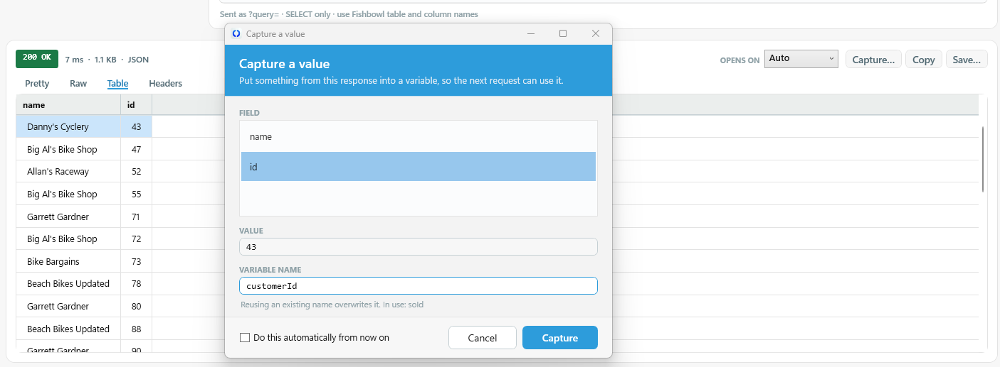 Sent as ?query= · SELECT only · use Fishbowl table and column names
Capture a value
200 OK
7 ms · 1.1 KB · JSON
OPENS ON
Auto
Capture...
Copy
Save...
Capture a value
Put something from this response into a variable, so the next request can use it.
Pretty
Raw
Table
Headers
name id
Danny's Cyclery 43
Big Al's Bike Shop 47
Allan's Raceway 52
Big Al's Bike Shop 55
Garrett Gardner 71
Big Al's Bike Shop 72
Bike Bargains 73
Beach Bikes Updated 78
Garrett Gardner 80
Beach Bikes Updated 88
Garrett Gardner 90
FIELD
name
id
VALUE
43
VARIABLE NAME
customerId
Reusing an existing name overwrites it. In use: sold
Do this automatically from now on
Cancel
Capture